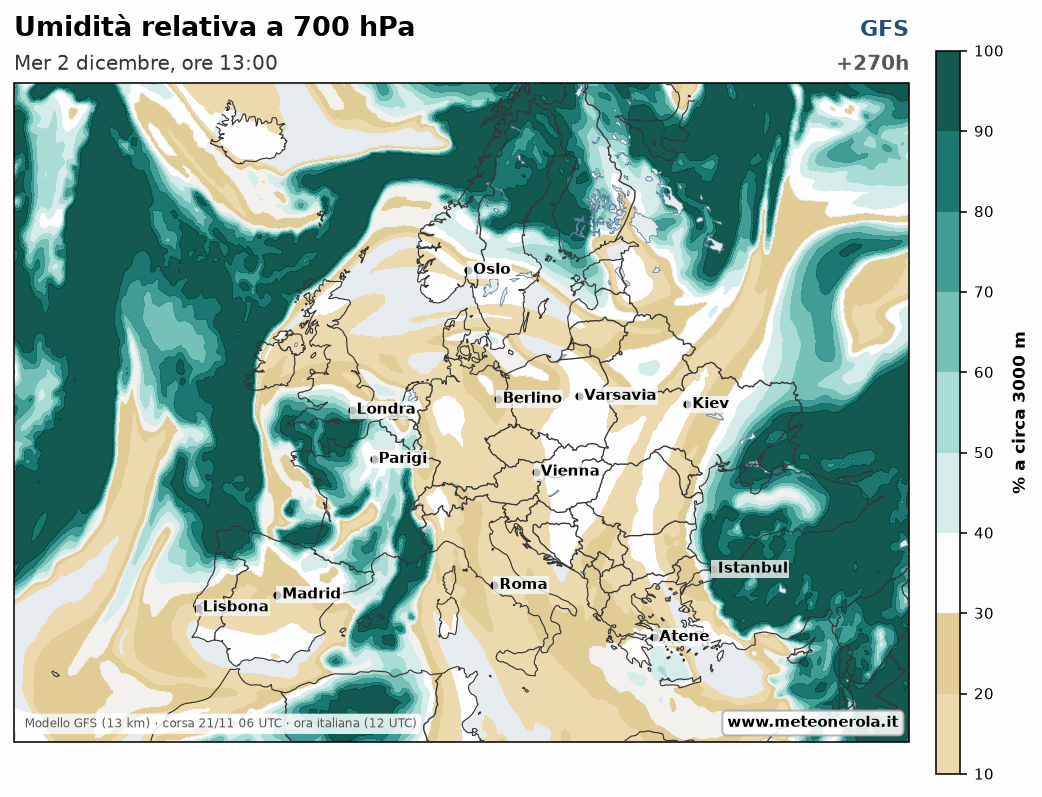 Umidità relativa a 700 hPa
GFS
Mer 2 dicembre, ore 13:00
+270h
100
90
80
70
60
50
40
30
20
10
% a circa 3000 m
Oslo
Berlino
Varsavia
Kiev
Londra
Parigi
Vienna
Istanbul
Roma
Madrid
Lisbona
Atene
Modello GFS (13 km) · corsa 21/11 06 UTC · ora italiana (12 UTC)
www.meteonerola.it